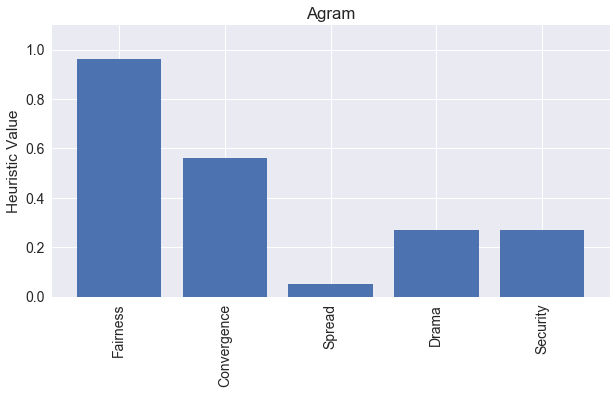 Agram
Heuristic Value
1.0
0.8
0.6
0.4
0.2
0.0
Fairness
Convergence
Spread
Drama
Security